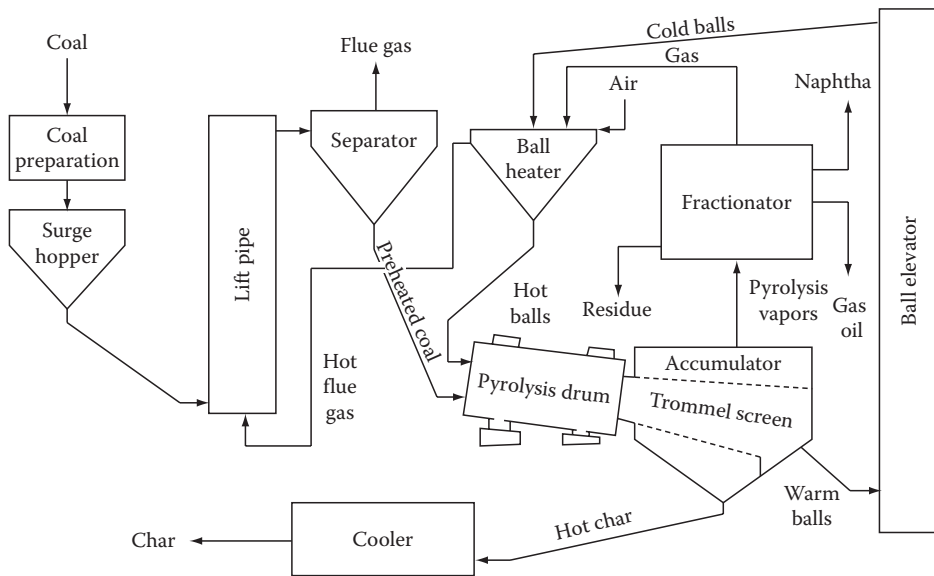 Coal
Coal
preparation
Surge
hopper
Lift pipe
Flue gas
Separator
Preheated coal
Hot
flue
gas
Cold balls
Gas
Air
Ball
heater
Hot
balls
Pyrolysis drum
Fractionator
Naphtha
Gas
oil
Residue
Pyrolysis
vapors
Accumulator
Trommel screen
Ball elevator
Warm
balls
Hot char
Cooler
Char